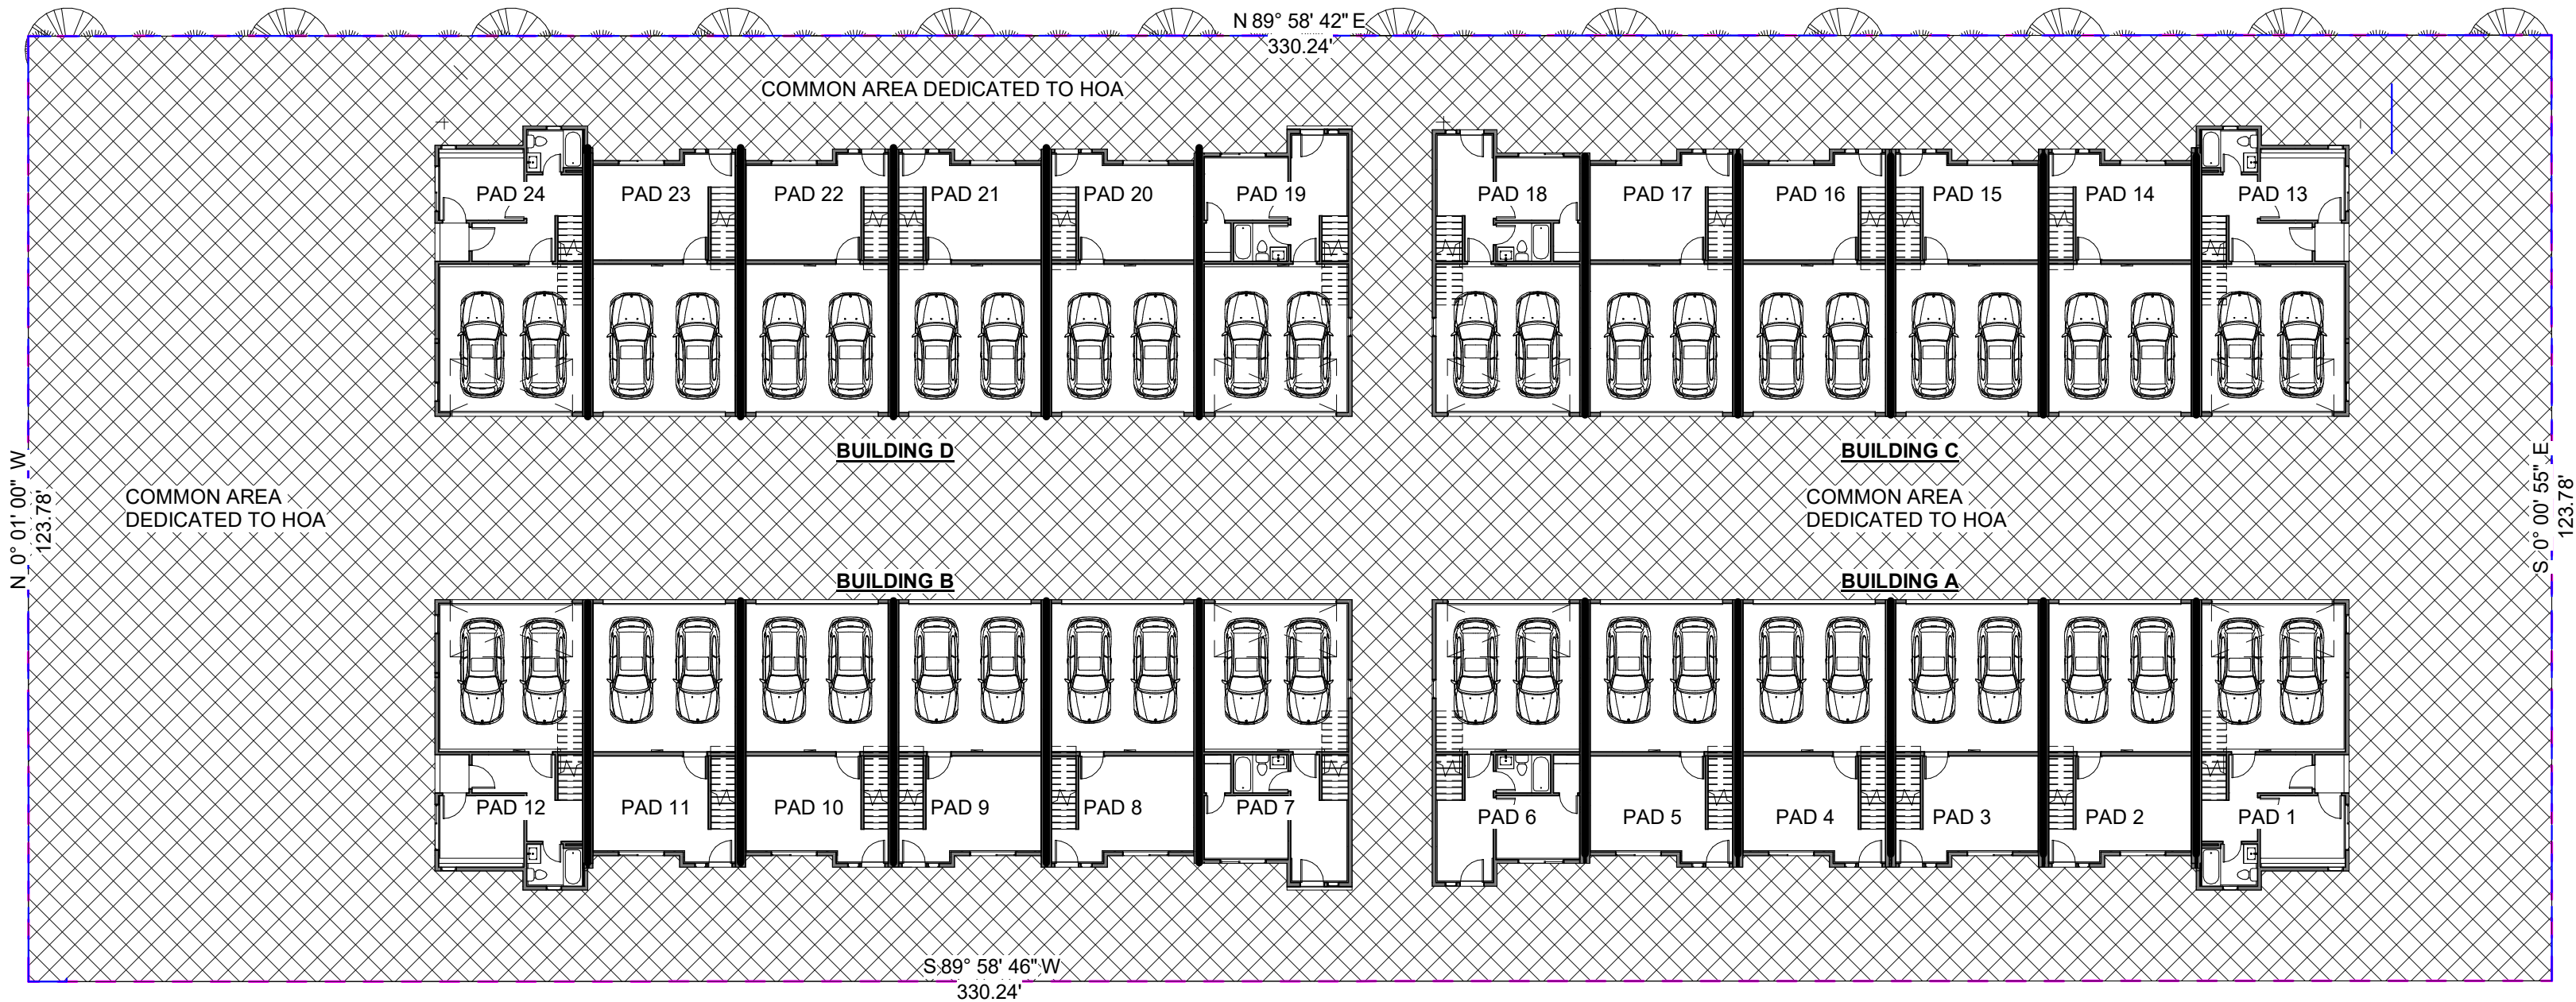 N 89° 58' 42" E
330.24'
COMMON AREA DEDICATED TO HOA
PAD 24
PAD 23
PAD 22
PAD 21
PAD 20
PAD 19
PAD 18
PAD 17
PAD 16
PAD 15
PAD 14
PAD 13
BUILDING D
BUILDING C
N 0° 01' 00" W
123.78'
COMMON AREA
DEDICATED TO HOA
COMMON AREA
DEDICATED TO HOA
S 0° 00' 55" E
123.78'
BUILDING B
BUILDING A
PAD 12
PAD 11
PAD 10
PAD 9
PAD 8
PAD 7
PAD 6
PAD 5
PAD 4
PAD 3
PAD 2
PAD 1
S 89° 58' 46" W
330.24'